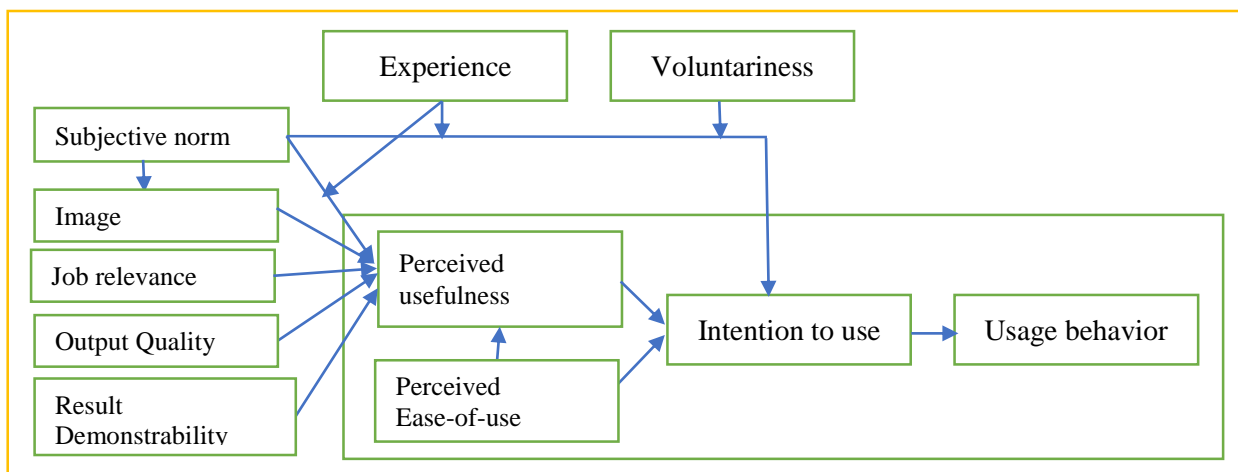 Experience
Voluntariness
Subjective norm
Image
Job relevance
Output Quality
Result
Demonstrability
Perceived
usefulness
Perceived
Ease-of-use
Intention to use
Usage behavior